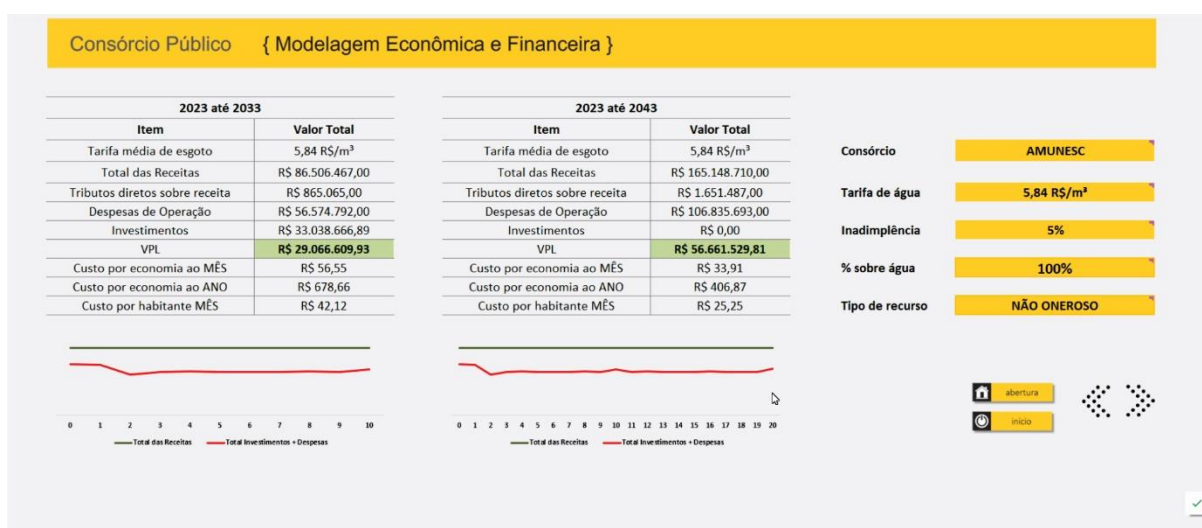 Consórcio Público { Modelagem Econômica e Financeira }
2023 até 2033
Item Valor Total
Tarifa média de esgoto 5,84 R$/m³
Total das Receitas R$ 86.506.467,00
Tributos diretos sobre receita R$ 865.065,00
Despesas de Operação R$ 56.574.792,00
Investimentos R$ 33.038.666,89
VPL R$ 29.066.609,93
Custo por economia ao MÊS R$ 56,55
Custo por economia ao ANO R$ 678,66
Custo por habitante MÊS R$ 42,12
0 1 2 3 4 5 6 7 8 9 10
Total das Receitas Total Investimentos + Despesas
2023 até 2043
Item Valor Total
Tarifa média de esgoto 5,84 R$/m³
Total das Receitas R$ 165.148.710,00
Tributos diretos sobre receita R$ 1.651.487,00
Despesas de Operação R$ 106.835.693,00
Investimentos R$ 0,00
VPL R$ 56.661.529,81
Custo por economia ao MÊS R$ 33,91
Custo por economia ao ANO R$ 406,87
Custo por habitante MÊS R$ 25,25
0 1 2 3 4 5 6 7 8 9 10 11 12 13 14 15 16 17 18 19 20
Total das Receitas Total Investimentos + Despesas
Consórcio AMUNESC
Tarifa de água 5,84 R$/m³
Inadimplência 5%
% sobre água 100%
Tipo de recurso NÃO ONEROSO
abertura
início